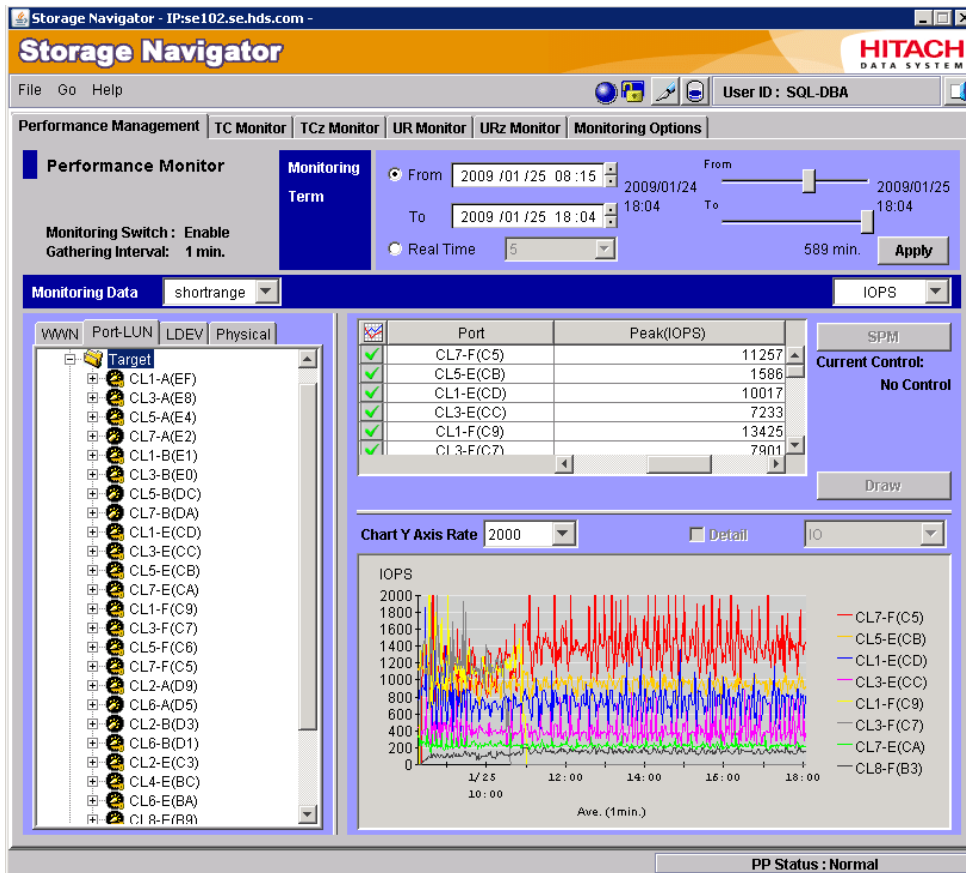 Storage Navigator - IP:se102.se.hds.com -
Storage Navigator
HITACH
DATA SYSTEM
File Go Help
User ID : SQL-DBA
Performance Management TC Monitor TCz Monitor UR Monitor URz Monitor Monitoring Options
Performance Monitor
Monitoring Switch : Enable
Gathering Interval: 1 min.
Monitoring
Term
From 2009 /01 /25 08 :15
To 2009 /01 /25 18 :04
Real Time 5
2009/01/24
18:04
From
To
2009/01/25
18:04
589 min. Apply
Monitoring Data shortrange IOPS
WWN Port-LUN LDEV Physical
Target
CL1-A(EF)
CL3-A(E8)
CL5-A(E4)
CL7-A(E2)
CL1-B(E1)
CL3-B(E0)
CL5-B(DC)
CL7-B(DA)
CL1-E(CD)
CL3-E(CC)
CL5-E(CB)
CL7-E(CA)
CL1-F(C9)
CL3-F(C7)
CL5-F(C6)
CL7-F(C5)
CL2-A(D9)
CL6-A(D5)
CL2-B(D3)
CL6-B(D1)
CL2-E(C3)
CL4-E(BC)
CL6-E(BA)
CL8-E(B9)
Port Peak(IOPS)
CL7-F(C5) 11257
CL5-E(CB) 1586
CL1-E(CD) 10017
CL3-E(CC) 7233
CL1-F(C9) 13425
CL3-F(C7) 7901
SPM
Current Control:
No Control
Draw
Chart Y Axis Rate 2000 Detail IO
IOPS
2000
1800
1600
1400
1200
1000
800
600
400
200
0
1/25 12:00 14:00 16:00 18:00
10:00
Ave. (1min.)
CL7-F(C5)
CL5-E(CB)
CL1-E(CD)
CL3-E(CC)
CL1-F(C9)
CL3-F(C7)
CL7-E(CA)
CL8-F(B3)
PP Status : Normal